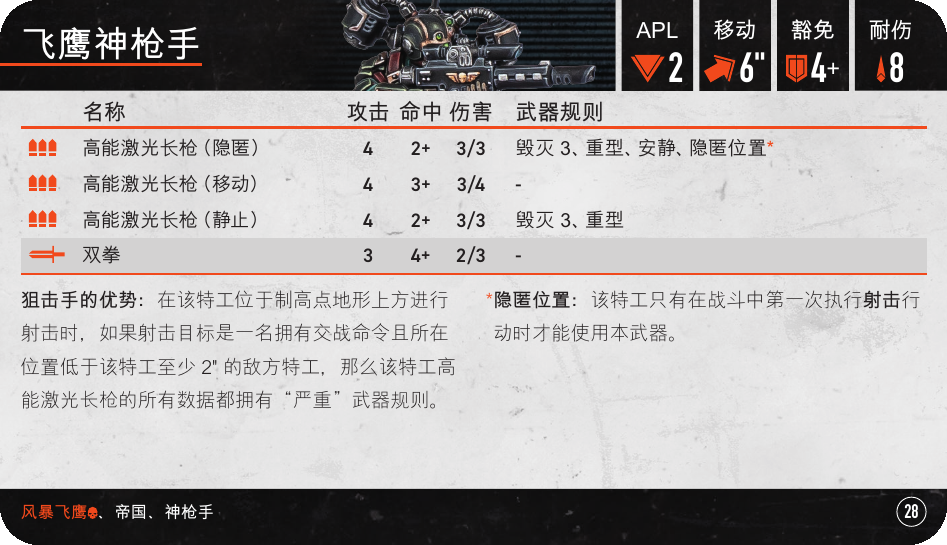 飞鹰神枪手
APL 移动 豁免 耐伤
2 6" 4+ 8
名称 攻击 命中 伤害 武器规则
高能激光长枪（隐匿） 4 2+ 3/3 毁灭 3、重型、安静、隐匿位置*
高能激光长枪（移动） 4 3+ 3/4 -
高能激光长枪（静止） 4 2+ 3/3 毁灭 3、重型
双拳 3 4+ 2/3 -
狙击手的优势：在该特工位于制高点地形上方进行
射击时，如果射击目标是一名拥有交战命令且所在
位置低于该特工至少 2" 的敌方特工，那么该特工高
能激光长枪的所有数据都拥有“严重”武器规则。
*隐匿位置：该特工只有在战斗中第一次执行射击行
动时才能使用本武器。
风暴飞鹰、帝国、神枪手
28